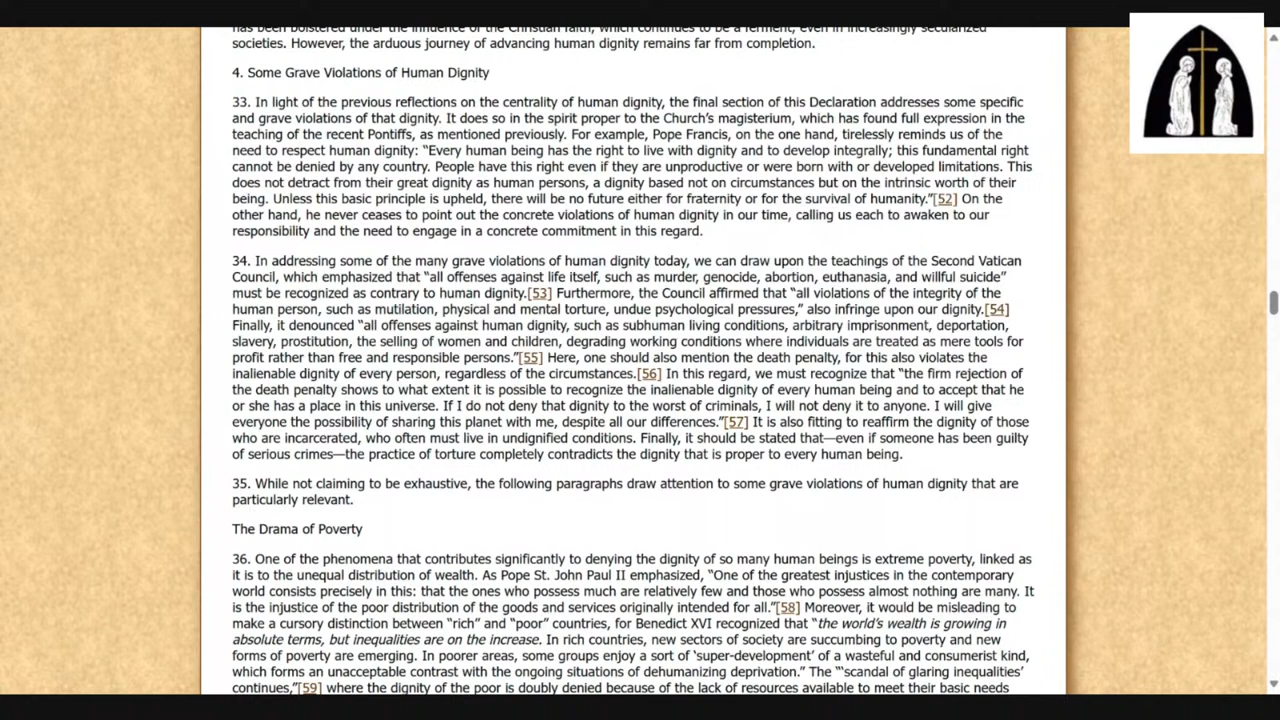 has been bolstered under the influence of the Christian faith, which continues to be a ferment, even in increasingly secularized
societies. However, the arduous journey of advancing human dignity remains far from completion.
4. Some Grave Violations of Human Dignity
33. In light of the previous reflections on the centrality of human dignity, the final section of this Declaration addresses some specific
and grave violations of that dignity. It does so in the spirit proper to the Church’s magisterium, which has found full expression in the
teaching of the recent Pontiffs, as mentioned previously. For example, Pope Francis, on the one hand, tirelessly reminds us of the
need to respect human dignity: “Every human being has the right to live with dignity and to develop integrally; this fundamental right
cannot be denied by any country. People have this right even if they are unproductive or were born with or developed limitations. This
does not detract from their great dignity as human persons, a dignity based not on circumstances but on the intrinsic worth of their
being. Unless this basic principle is upheld, there will be no future either for fraternity or for the survival of humanity.”[52] On the
other hand, he never ceases to point out the concrete violations of human dignity in our time, calling us each to awaken to our
responsibility and the need to engage in a concrete commitment in this regard.
34. In addressing some of the many grave violations of human dignity today, we can draw upon the teachings of the Second Vatican
Council, which emphasized that “all offenses against life itself, such as murder, genocide, abortion, euthanasia, and willful suicide”
must be recognized as contrary to human dignity.[53] Furthermore, the Council affirmed that “all violations of the integrity of the
human person, such as mutilation, physical and mental torture, undue psychological pressures,” also infringe upon our dignity.[54]
Finally, it denounced “all offenses against human dignity, such as subhuman living conditions, arbitrary imprisonment, deportation,
slavery, prostitution, the selling of women and children, degrading working conditions where individuals are treated as mere tools for
profit rather than free and responsible persons.”[55] Here, one should also mention the death penalty, for this also violates the
inalienable dignity of every person, regardless of the circumstances.[56] In this regard, we must recognize that “the firm rejection of
the death penalty shows to what extent it is possible to recognize the inalienable dignity of every human being and to accept that he
or she has a place in this universe. If I do not deny that dignity to the worst of criminals, I will not deny it to anyone. I will give
everyone the possibility of sharing this planet with me, despite all our differences.”[57] It is also fitting to reaffirm the dignity of those
who are incarcerated, who often must live in undignified conditions. Finally, it should be stated that—even if someone has been guilty
of serious crimes—the practice of torture completely contradicts the dignity that is proper to every human being.
35. While not claiming to be exhaustive, the following paragraphs draw attention to some grave violations of human dignity that are
particularly relevant.
The Drama of Poverty
36. One of the phenomena that contributes significantly to denying the dignity of so many human beings is extreme poverty, linked as
it is to the unequal distribution of wealth. As Pope St. John Paul II emphasized, “One of the greatest injustices in the contemporary
world consists precisely in this: that the ones who possess much are relatively few and those who possess almost nothing are many. It
is the injustice of the poor distribution of the goods and services originally intended for all.”[58] Moreover, it would be misleading to
make a cursory distinction between “rich” and “poor” countries, for Benedict XVI recognized that “the world’s wealth is growing in
absolute terms, but inequalities are on the increase. In rich countries, new sectors of society are succumbing to poverty and new
forms of poverty are emerging. In poorer areas, some groups enjoy a sort of ‘super-development’ of a wasteful and consumerist kind,
which forms an unacceptable contrast with the ongoing situations of dehumanizing deprivation.” The “‘scandal of glaring inequalities’
continues,”[59] where the dignity of the poor is doubly denied because of the lack of resources available to meet their basic needs